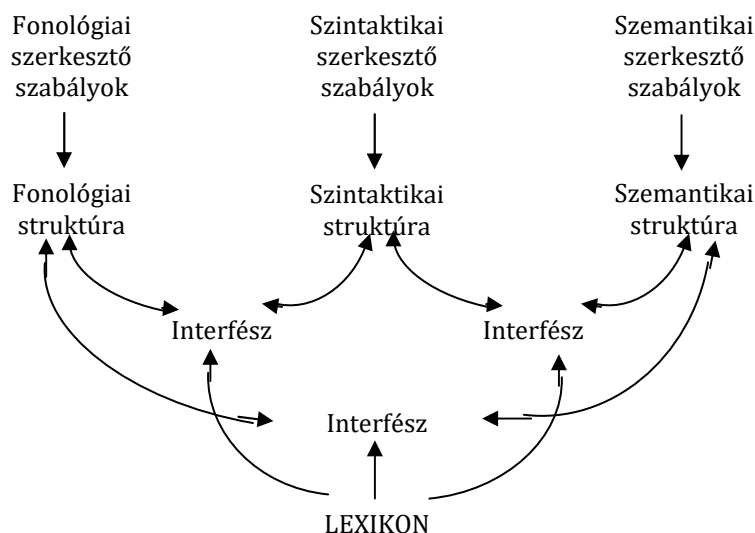 Fonológiai
szerkesztő
szabályok
Szintaktikai
szerkesztő
szabályok
Szemantikai
szerkesztő
szabályok
Fonológiai
struktúra
Szintaktikai
struktúra
Szemantikai
struktúra
Interfész
Interfész
Interfész
LEXIKON